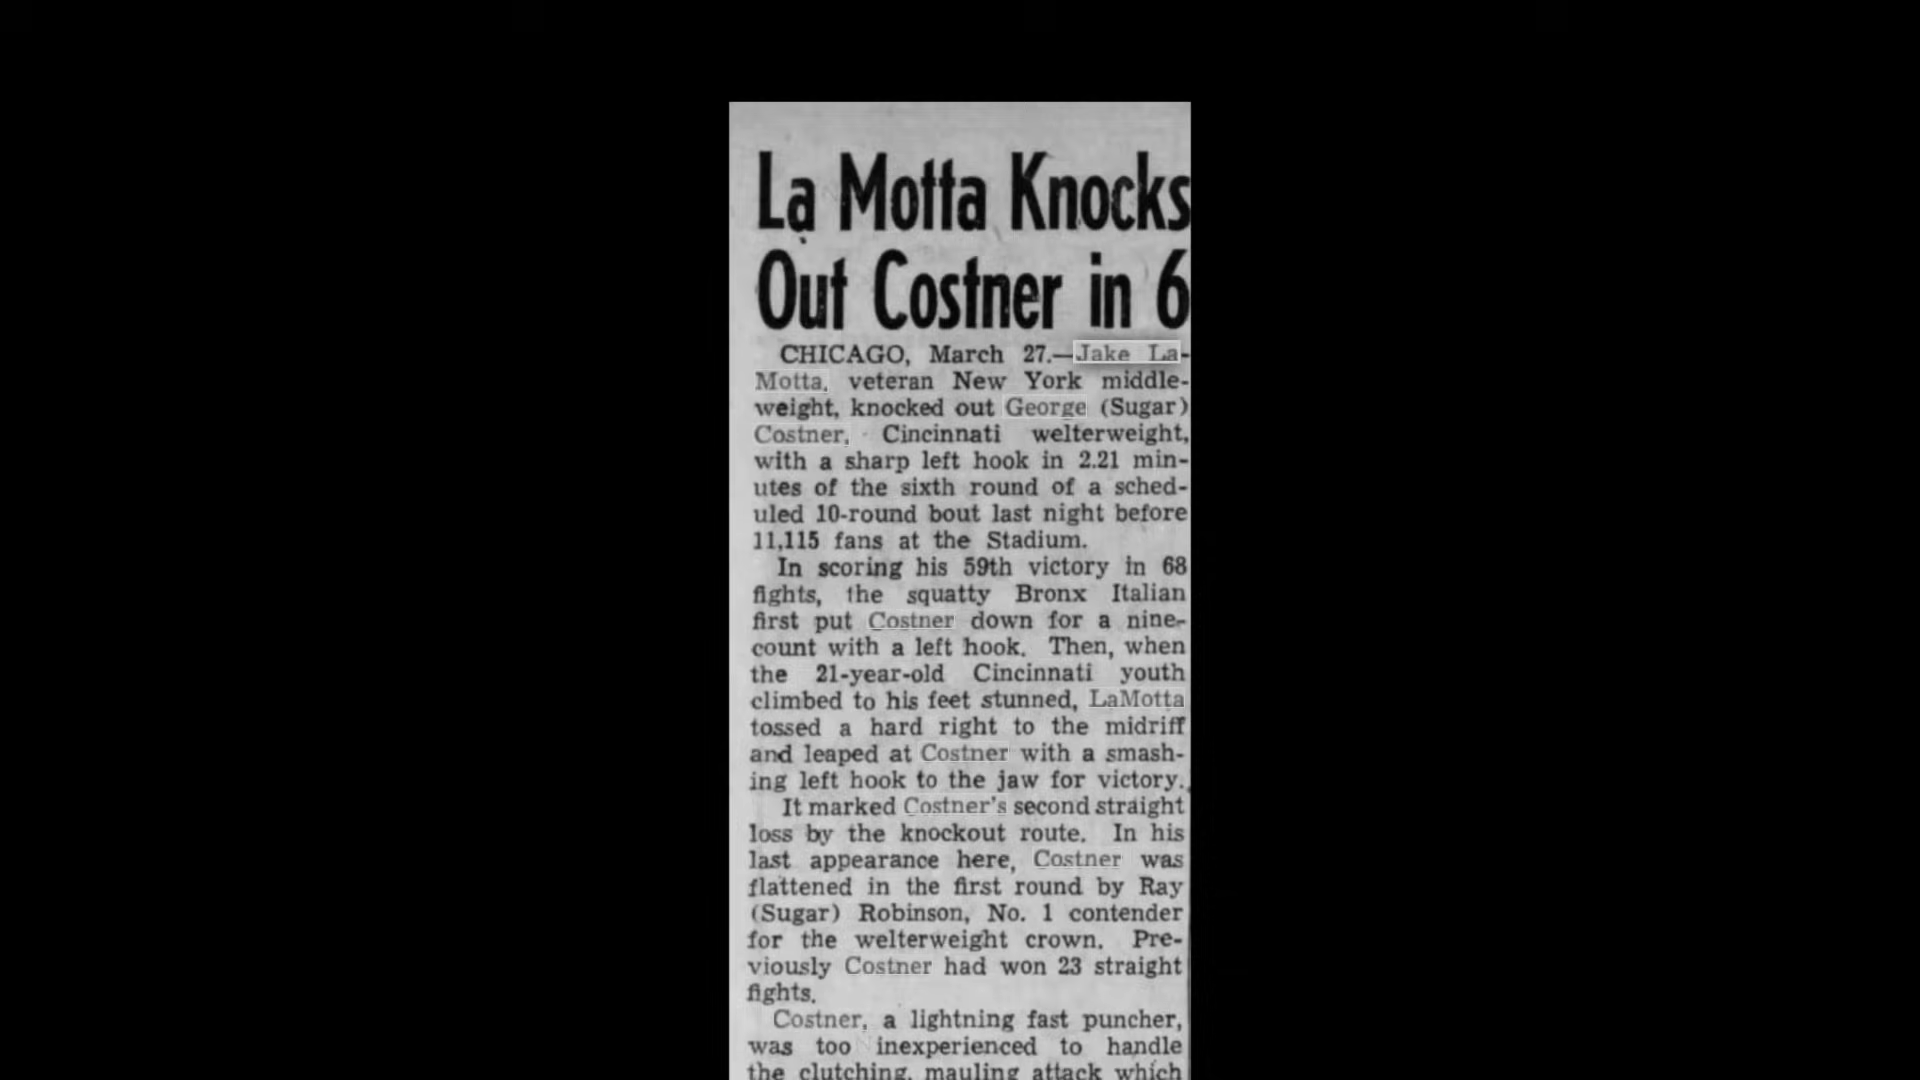 La Motta Knocks
Out Costner in 6
CHICAGO, March 27.—Jake La-
Motta, veteran New York middle-
weight, knocked out George (Sugar)
Costner, Cincinnati welterweight,
with a sharp left hook in 2.21 min-
utes of the sixth round of a sched-
uled 10-round bout last night before
11,115 fans at the Stadium.
In scoring his 59th victory in 68
fights, the squatty Bronx Italian
first put Costner down for a nine-
count with a left hook. Then, when
the 21-year-old Cincinnati youth
climbed to his feet stunned, LaMotta
tossed a hard right to the midriff
and leaped at Costner with a smash-
ing left hook to the jaw for victory.
It marked Costner's second straight
loss by the knockout route. In his
last appearance here, Costner was
flattened in the first round by Ray
(Sugar) Robinson, No. 1 contender
for the welterweight crown. Pre-
viously Costner had won 23 straight
fights.
Costner, a lightning fast puncher,
was too inexperienced to handle
the clutching, mauling attack which